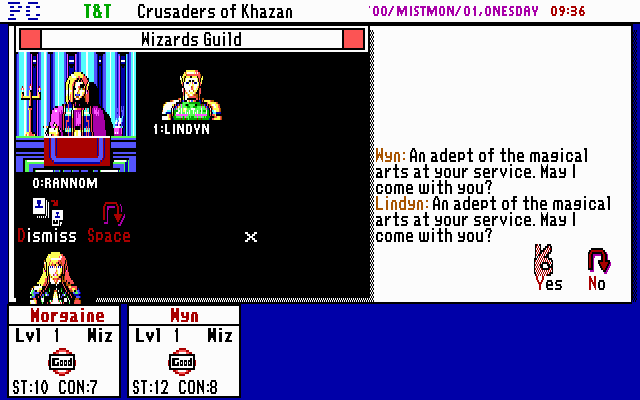 PC T&T Crusaders of Khazan '00/MISTMON/01,ONESDAY 09:36
Wizards Guild
1:LINDYN
0:RANNOM
Dismiss Space
Wyn: An adept of the magical
arts at your service. May I
come with you?
Lindyn: An adept of the magical
arts at your service. May I
come with you?
Yes No
Morgaine
Lvl 1 Wiz
Good
ST:10 CON:7
Wyn
Lvl 1 Wiz
Good
ST:12 CON:8